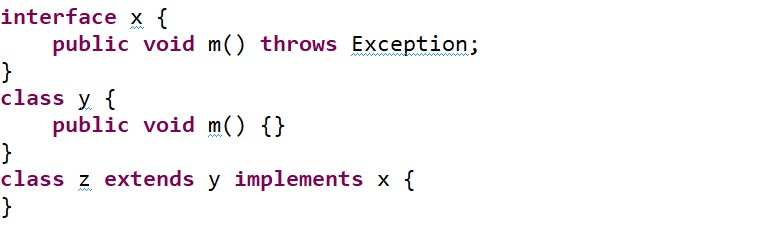 interface x {
    public void m() throws Exception;
}
class y {
    public void m() {}
}
class z extends y implements x {
}